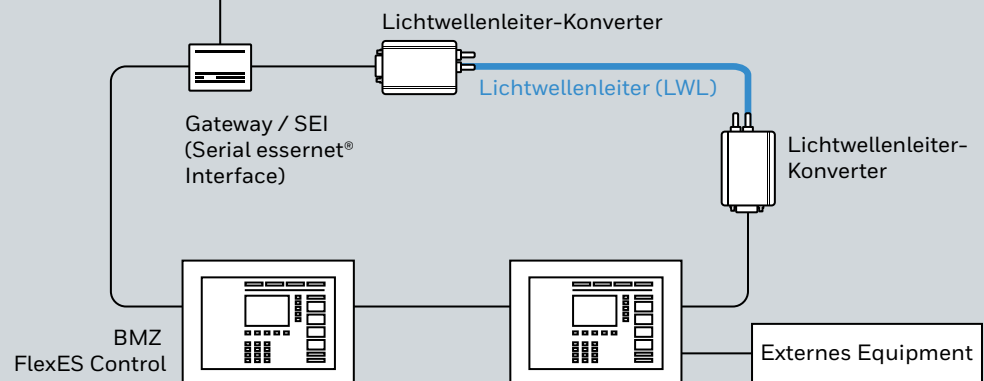 Lichtwellenleiter-Konverter
Lichtwellenleiter (LWL)
Gateway / SEI
(Serial essernet®
Interface)
Lichtwellenleiter-
Konverter
BMZ
FlexES Control
Externes Equipment